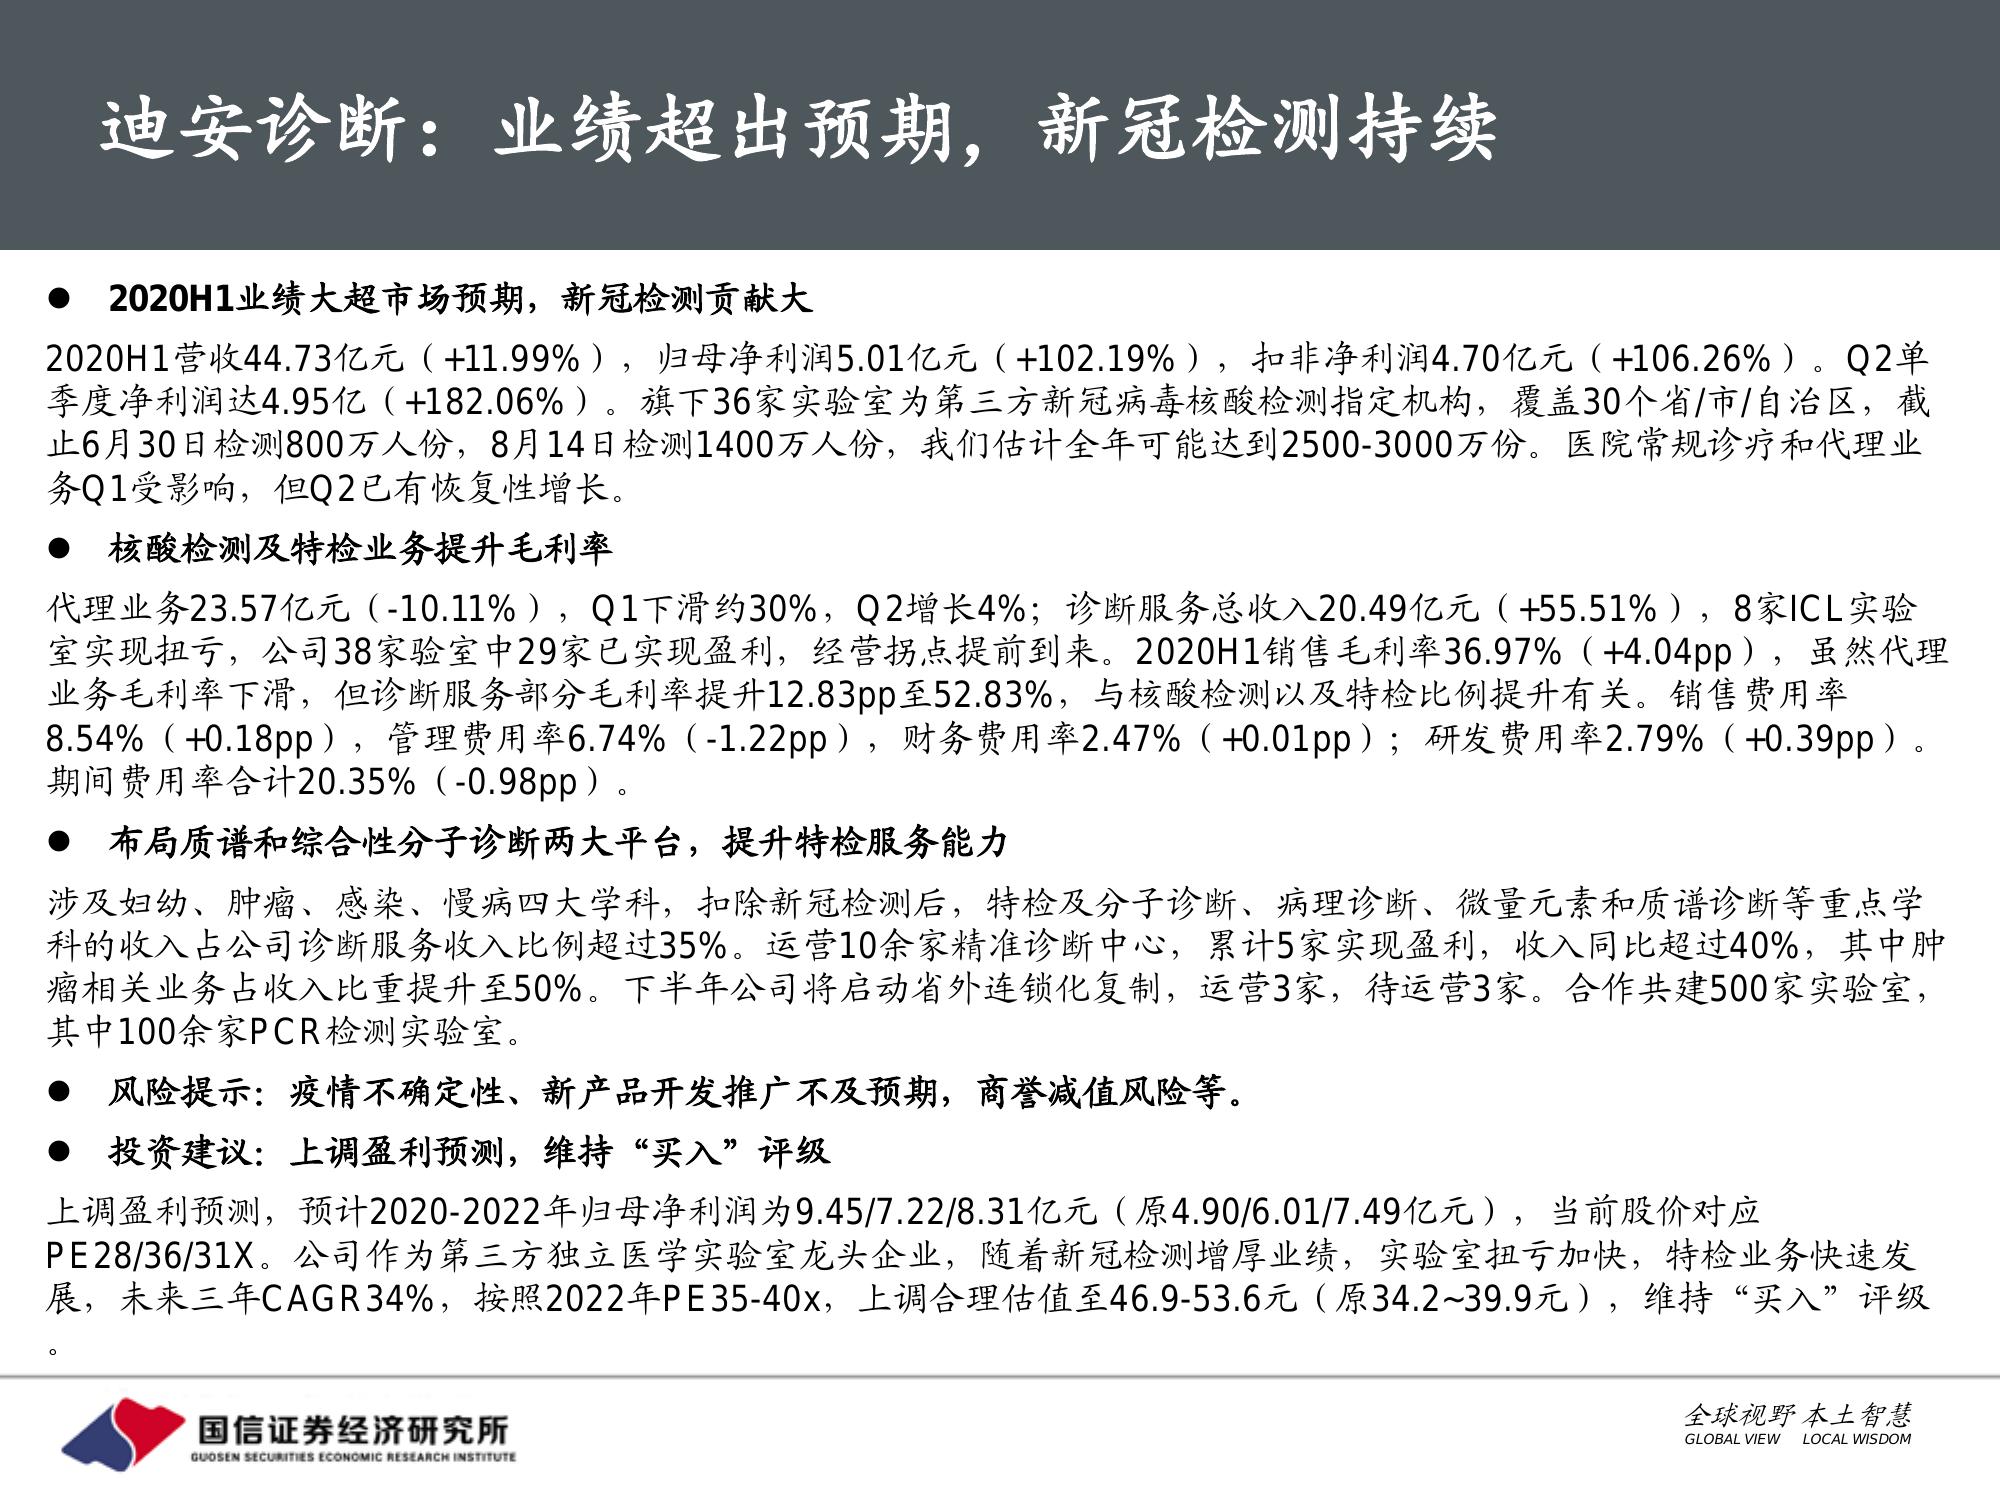 迪安诊断：业绩超出预期，新冠检测持续
● 2020H1业绩大超市场预期，新冠检测贡献大
2020H1营收44.73亿元（+11.99%），归母净利润5.01亿元（+102.19%），扣非净利润4.70亿元（+106.26%）。Q2单
季度净利润达4.95亿（+182.06%）。旗下36家实验室为第三方新冠病毒核酸检测指定机构，覆盖30个省/市/自治区，截
止6月30日检测800万人份，8月14日检测1400万人份，我们估计全年可能达到2500-3000万份。医院常规诊疗和代理业
务Q1受影响，但Q2已有恢复性增长。
● 核酸检测及特检业务提升毛利率
代理业务23.57亿元（-10.11%），Q1下滑约30%，Q2增长4%；诊断服务总收入20.49亿元（+55.51%），8家ICL实验
室实现扭亏，公司38家验室中29家已实现盈利，经营拐点提前到来。2020H1销售毛利率36.97%（+4.04pp），虽然代理
业务毛利率下滑，但诊断服务部分毛利率提升12.83pp至52.83%，与核酸检测以及特检比例提升有关。销售费用率
8.54%（+0.18pp），管理费用率6.74%（-1.22pp），财务费用率2.47%（+0.01pp）；研发费用率2.79%（+0.39pp）。
期间费用率合计20.35%（-0.98pp）。
● 布局质谱和综合性分子诊断两大平台，提升特检服务能力
涉及妇幼、肿瘤、感染、慢病四大学科，扣除新冠检测后，特检及分子诊断、病理诊断、微量元素和质谱诊断等重点学
科的收入占公司诊断服务收入比例超过35%。运营10余家精准诊断中心，累计5家实现盈利，收入同比超过40%，其中肿
瘤相关业务占收入比重提升至50%。下半年公司将启动省外连锁化复制，运营3家，待运营3家。合作共建500家实验室，
其中100余家PCR检测实验室。
● 风险提示：疫情不确定性、新产品开发推广不及预期，商誉减值风险等。
● 投资建议：上调盈利预测，维持“买入”评级
上调盈利预测，预计2020-2022年归母净利润为9.45/7.22/8.31亿元（原4.90/6.01/7.49亿元），当前股价对应
PE28/36/31X。公司作为第三方独立医学实验室龙头企业，随着新冠检测增厚业绩，实验室扭亏加快，特检业务快速发
展，未来三年CAGR34%，按照2022年PE35-40x，上调合理估值至46.9-53.6元（原34.2~39.9元），维持“买入”评级
。
国信证券经济研究所
GUOSEN SECURITIES ECONOMIC RESEARCH INSTITUTE
全球视野 本土智慧
GLOBAL VIEW LOCAL WISDOM